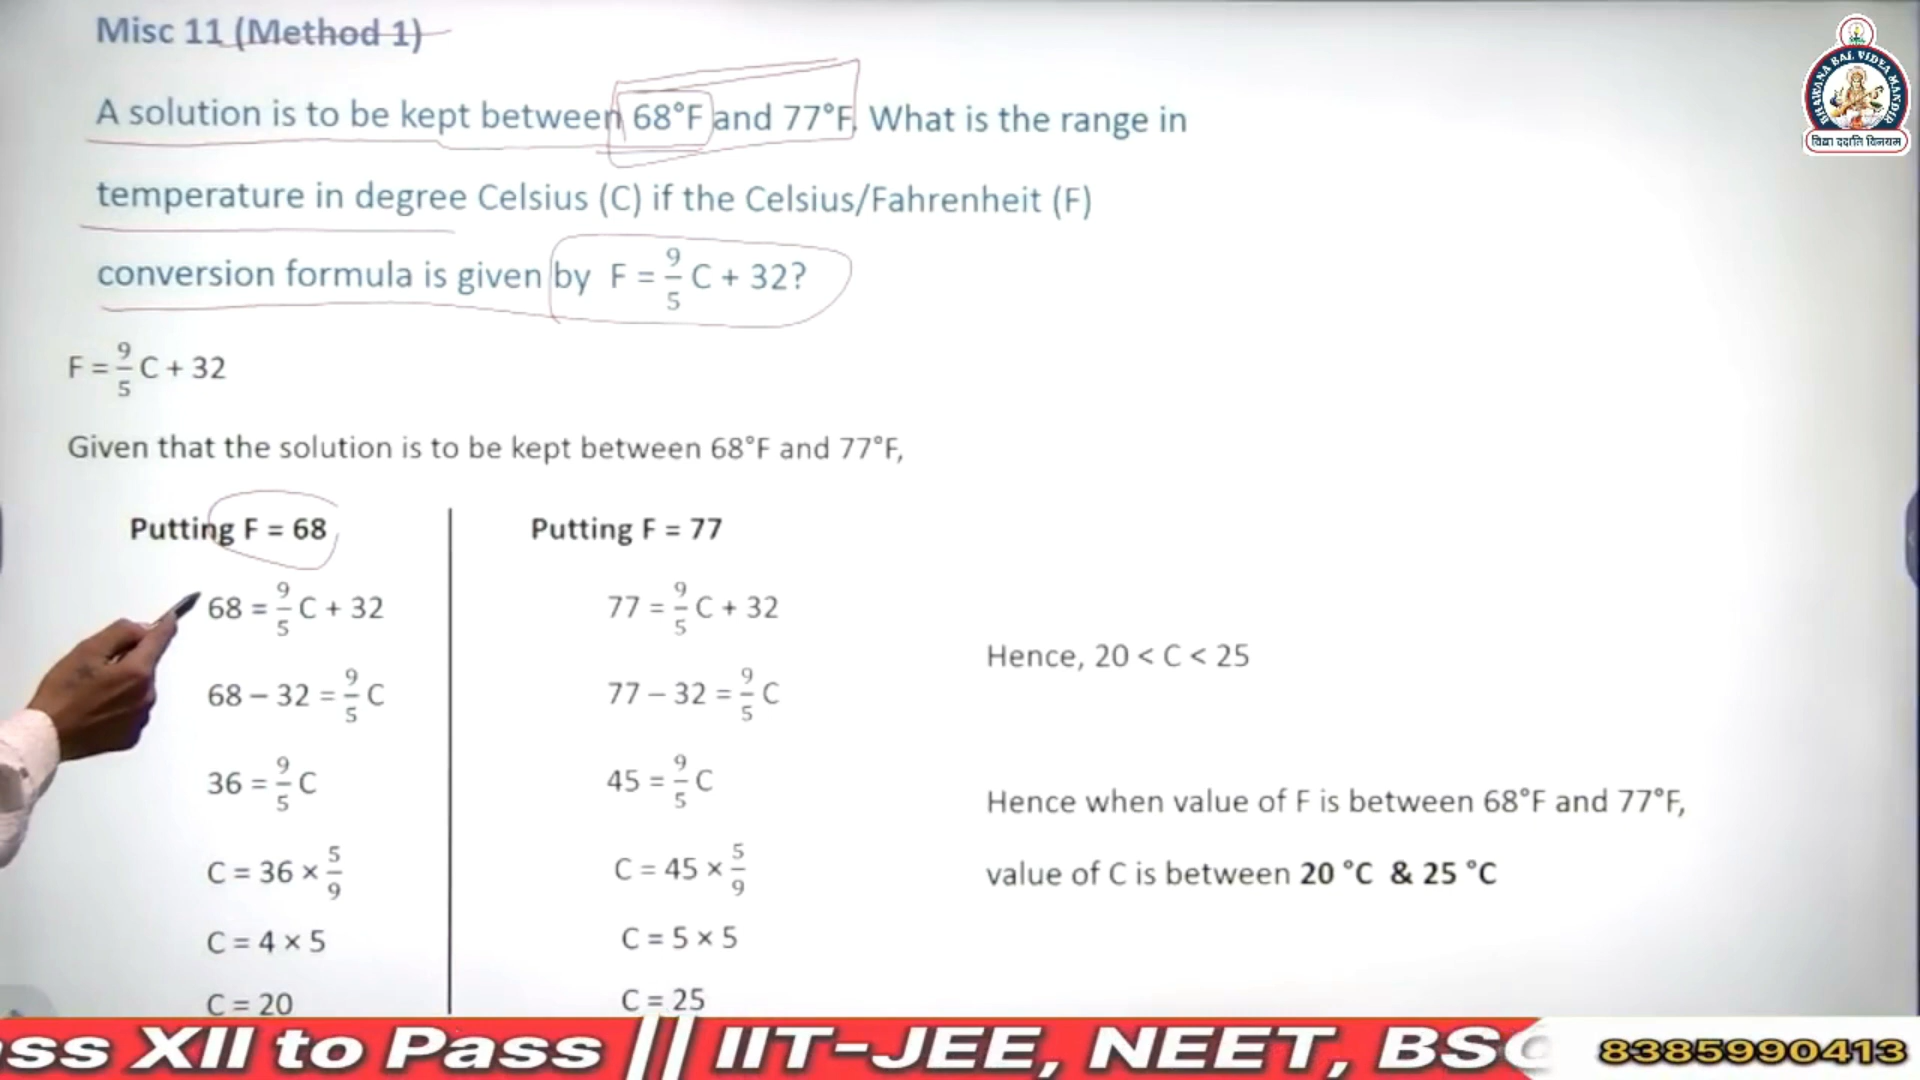 Misc 11 (Method 1)
A solution is to be kept between 68°F and 77°F. What is the range in
temperature in degree Celsius (C) if the Celsius/Fahrenheit (F)
conversion formula is given by F = 9/5 C + 32?
F = 9/5 C + 32
Given that the solution is to be kept between 68°F and 77°F,
Putting F = 68
68 = 9/5 C + 32
68 – 32 = 9/5 C
36 = 9/5 C
C = 36 × 5/9
C = 4 × 5
C = 20
Putting F = 77
77 = 9/5 C + 32
77 – 32 = 9/5 C
45 = 9/5 C
C = 45 × 5/9
C = 5 × 5
C = 25
Hence, 20 < C < 25
Hence when value of F is between 68°F and 77°F,
value of C is between 20 °C & 25 °C
BHAWANA BAL VIDYA MANDIR
विद्या ददाति विनयम
ss XII to Pass || IIT-JEE, NEET, BSC
8385990413